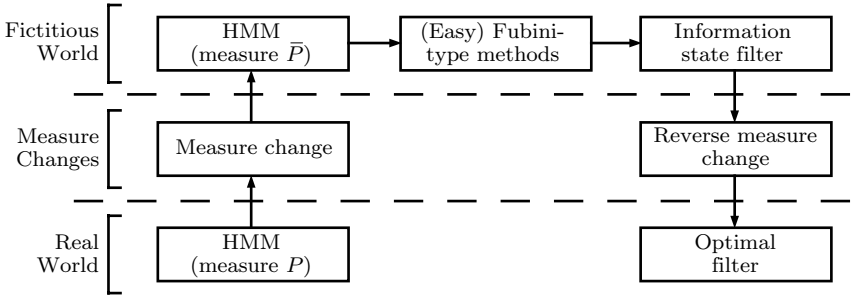 Fictitious
World
HMM
(measure P̄)
(Easy) Fubini-
type methods
Information
state filter
Measure
Changes
Measure change
Reverse measure
change
Real
World
HMM
(measure P)
Optimal
filter